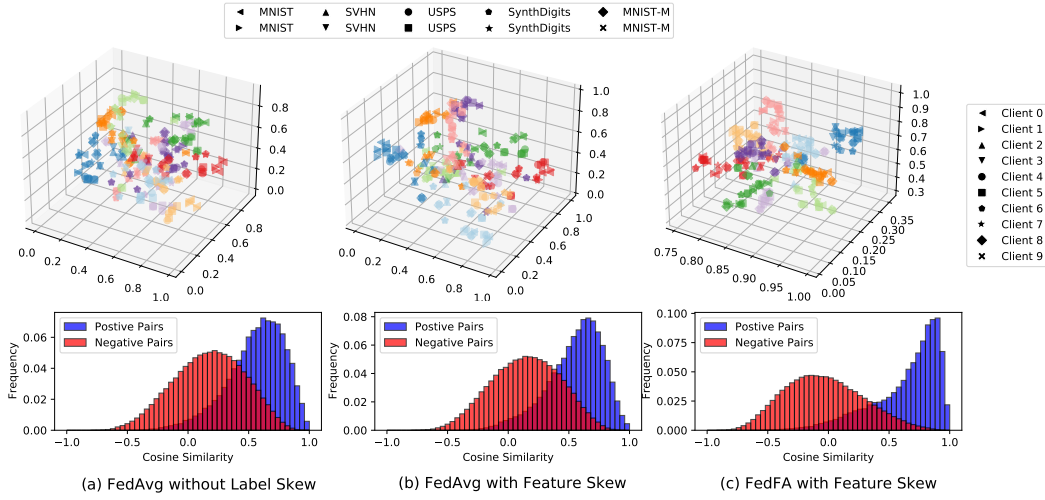 MNIST SVHN USPS SynthDigits MNIST-M
MNIST SVHN USPS SynthDigits MNIST-M
0.0 0.2 0.4 0.6 0.8 1.0
0.0 0.2 0.4 0.6 0.8
0.0 0.2 0.4 0.6 0.8
0.0 0.2 0.4 0.6 0.8 1.0
0.0 0.2 0.4 0.6 0.8 1.0
0.0 0.2 0.4 0.6 0.8 1.0
0.75 0.80 0.85 0.90 0.95 1.00
0.00 0.05 0.10 0.15 0.20 0.25 0.30 0.35
0.3 0.4 0.5 0.6 0.7 0.8 0.9 1.0
Client 0
Client 1
Client 2
Client 3
Client 4
Client 5
Client 6
Client 7
Client 8
Client 9
Frequency
0.06
0.04
0.02
0.00
Postive Pairs
Negative Pairs
−1.0 −0.5 0.0 0.5 1.0
Cosine Similarity
(a) FedAvg without Label Skew
Frequency
0.08
0.06
0.04
0.02
0.00
Postive Pairs
Negative Pairs
−1.0 −0.5 0.0 0.5 1.0
Cosine Similarity
(b) FedAvg with Feature Skew
Frequency
0.100
0.075
0.050
0.025
0.000
Postive Pairs
Negative Pairs
−1.0 −0.5 0.0 0.5 1.0
Cosine Similarity
(c) FedFA with Feature Skew